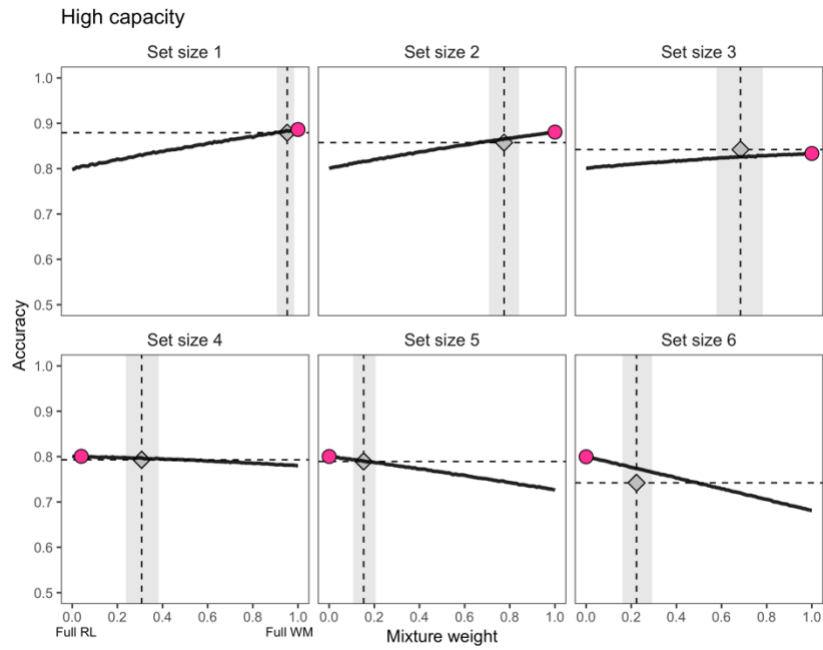 High capacity
Set size 1
Set size 2
Set size 3
1.0
0.9
0.8
0.7
0.6
0.5
Accuracy
Set size 4
Set size 5
Set size 6
1.0
0.9
0.8
0.7
0.6
0.5
0.0 0.2 0.4 0.6 0.8 1.0
0.0 0.2 0.4 0.6 0.8 1.0
0.0 0.2 0.4 0.6 0.8 1.0
Full RL
Full WM
Mixture weight